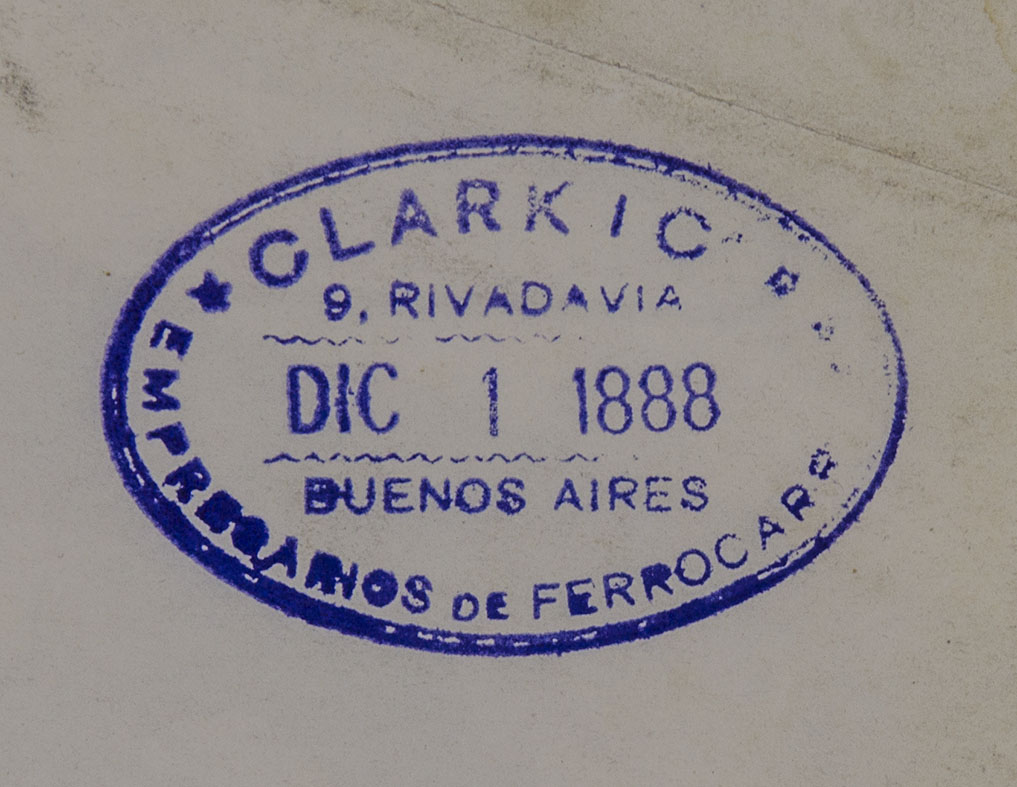 CLARK I C
9, RIVADAVIA
DIC 1 1888
BUENOS AIRES
EMPRESARIOS DE FERROCAR